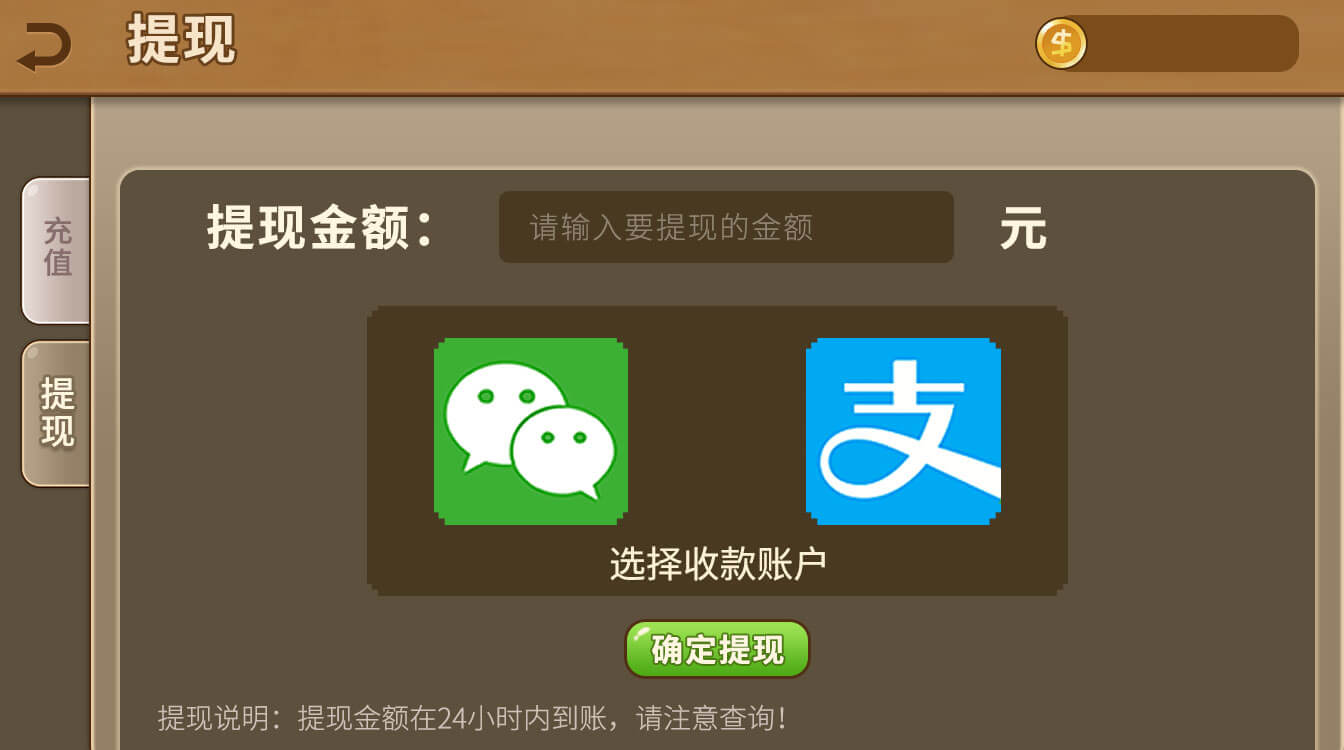 提现
充值
提现
提现金额：
请输入要提现的金额
元
支
选择收款账户
确定提现
提现说明：提现金额在24小时内到账，请注意查询！